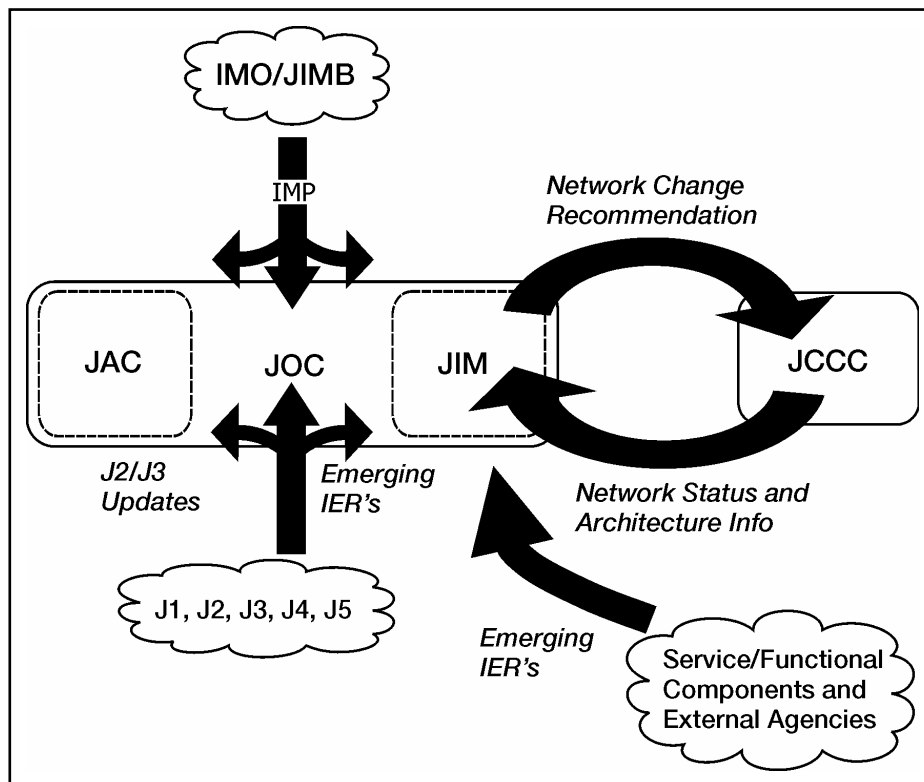 IMO/JIMB
IMP
Network Change
Recommendation
JAC
JOC
JIM
JCCC
J2/J3
Updates
Emerging
IER's
Network Status and
Architecture Info
J1, J2, J3, J4, J5
Emerging
IER's
Service/Functional
Components and
External Agencies